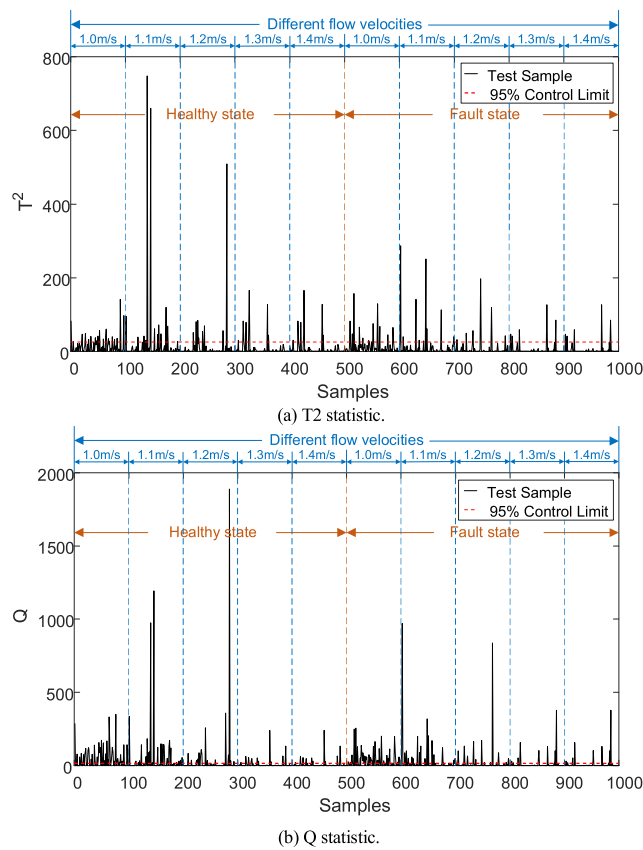 Different flow velocities
1.0m/s 1.1m/s 1.2m/s 1.3m/s 1.4m/s 1.0m/s 1.1m/s 1.2m/s 1.3m/s 1.4m/s
800
Test Sample
95% Control Limit
Healthy state Fault state
600
400
T²
200
0
0 100 200 300 400 500 600 700 800 900 1000
Samples
(a) T2 statistic.
Different flow velocities
1.0m/s 1.1m/s 1.2m/s 1.3m/s 1.4m/s 1.0m/s 1.1m/s 1.2m/s 1.3m/s 1.4m/s
2000
Test Sample
95% Control Limit
Healthy state Fault state
1500
1000
Q
500
0
0 100 200 300 400 500 600 700 800 900 1000
Samples
(b) Q statistic.